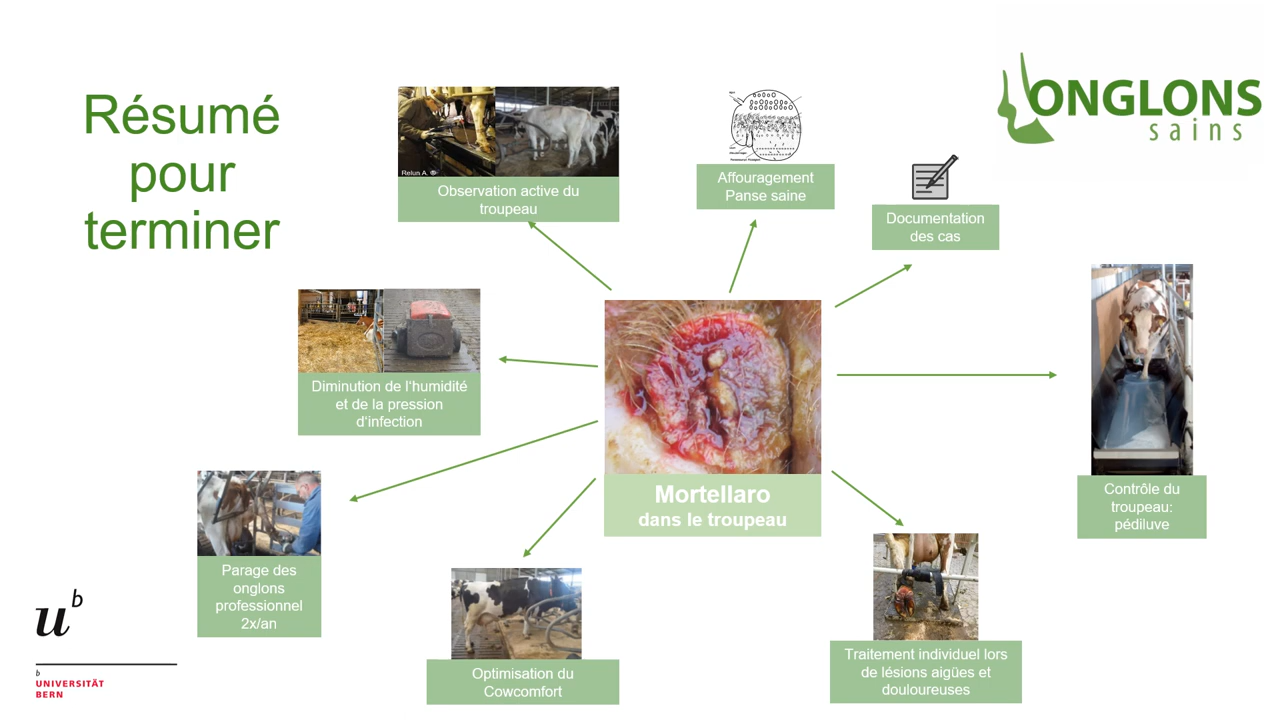 Résumé
pour
terminer
ONGLONS
sains
Relun A. ©
Observation active du
troupeau
Affouragement
Panse saine
Documentation
des cas
Diminution de l'humidité
et de la pression
d'infection
Mortellaro
dans le troupeau
Contrôle du
troupeau:
pédiluve
Parage des
onglons
professionnel
2x/an
Optimisation du
Cowcomfort
Traitement individuel lors
de lésions aigües et
douloureuses
u b
b
UNIVERSITÄT
BERN